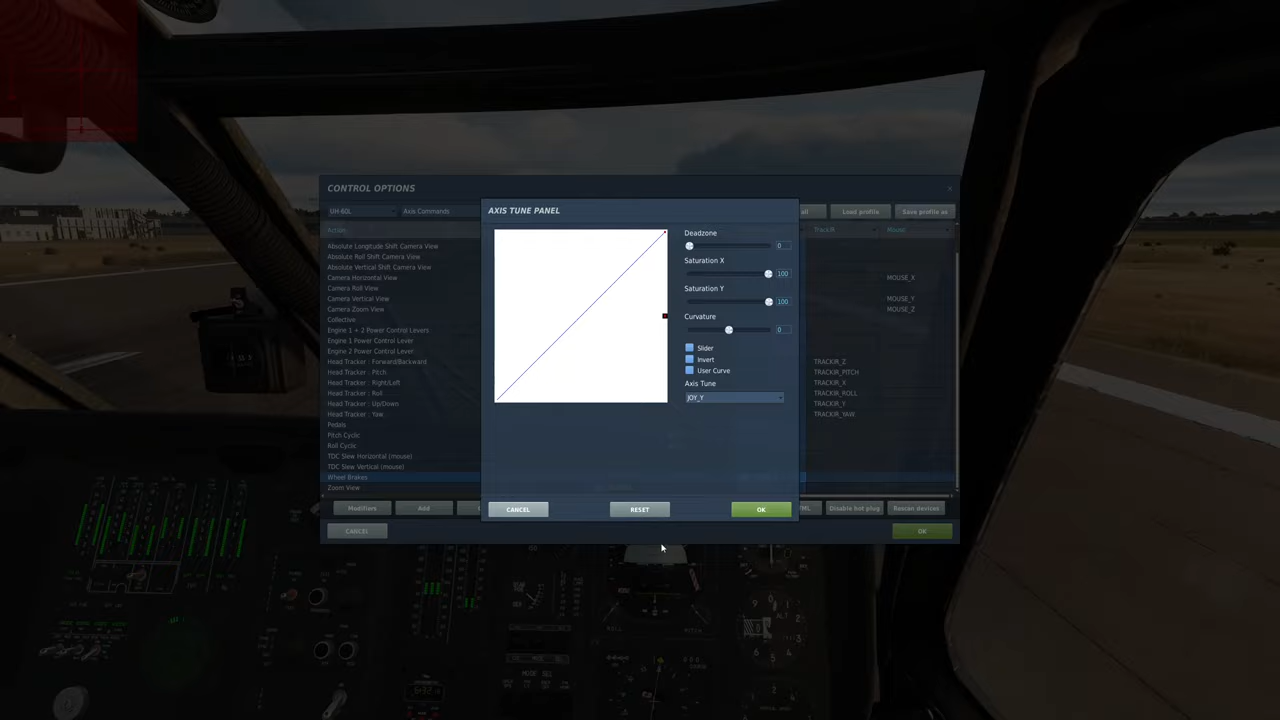 CONTROL OPTIONS
UH-60L
Axis Commands
all
Load profile
Save profile as
Action
TrackIR
Mouse
Absolute Longitude Shift Camera View
Absolute Roll Shift Camera View
Absolute Vertical Shift Camera View
Camera Horizontal View
MOUSE_X
Camera Roll View
Camera Vertical View
MOUSE_Y
Camera Zoom View
MOUSE_Z
Collective
Engine 1 + 2 Power Control Levers
Engine 1 Power Control Lever
Engine 2 Power Control Lever
Head Tracker : Forward/Backward
TRACKIR_Z
Head Tracker : Pitch
TRACKIR_PITCH
Head Tracker : Right/Left
TRACKIR_X
Head Tracker : Roll
TRACKIR_ROLL
Head Tracker : Up/Down
TRACKIR_Y
Head Tracker : Yaw
TRACKIR_YAW
Pedals
Pitch Cyclic
Roll Cyclic
TDC Slew Horizontal (mouse)
TDC Slew Vertical (mouse)
Wheel Brakes
Zoom View
Modifiers
Add
Disable hot plug
Rescan devices
CANCEL
OK
AXIS TUNE PANEL
Deadzone
0
Saturation X
100
Saturation Y
100
Curvature
0
Slider
Invert
User Curve
Axis Tune
JOY_Y
CANCEL
RESET
OK
MODE SEL
ALT